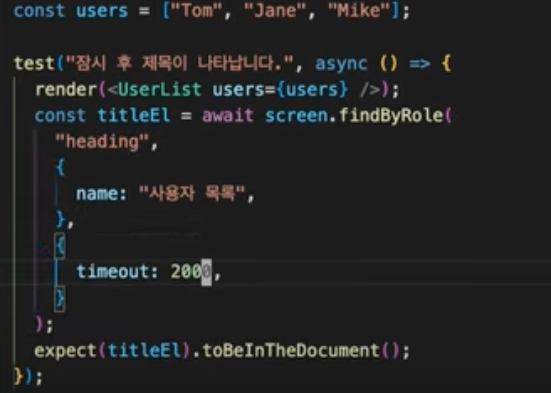 const users = ["Tom", "Jane", "Mike"];
test("잠시 후 제목이 나타납니다.", async () => {
render(<UserList users={users} />);
const titleEl = await screen.findByRole(
"heading",
{
name: "사용자 목록",
},
{
timeout: 2000,
}
);
expect(titleEl).toBeInTheDocument();
});